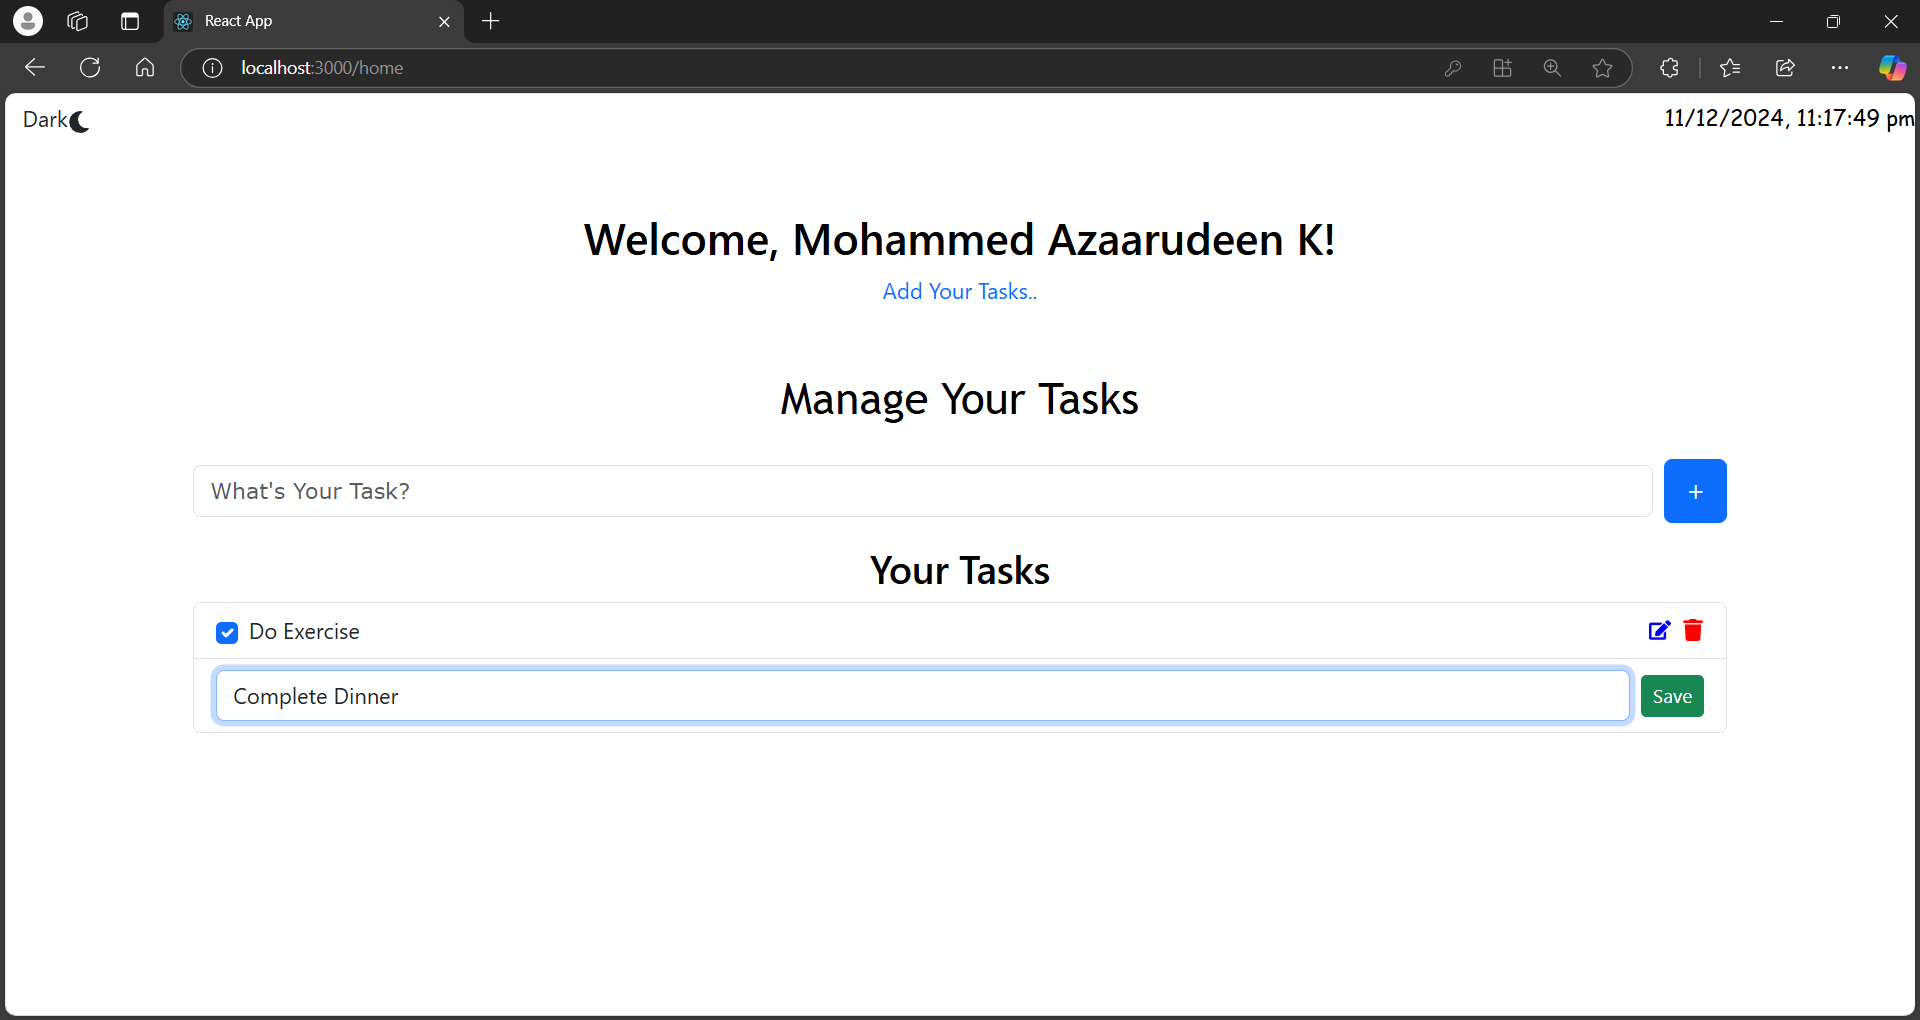 React App
localhost:3000/home
Dark
11/12/2024, 11:17:49 pm
Welcome, Mohammed Azaarudeen K!
Add Your Tasks..
Manage Your Tasks
What's Your Task?
+
Your Tasks
Do Exercise
Complete Dinner
Save